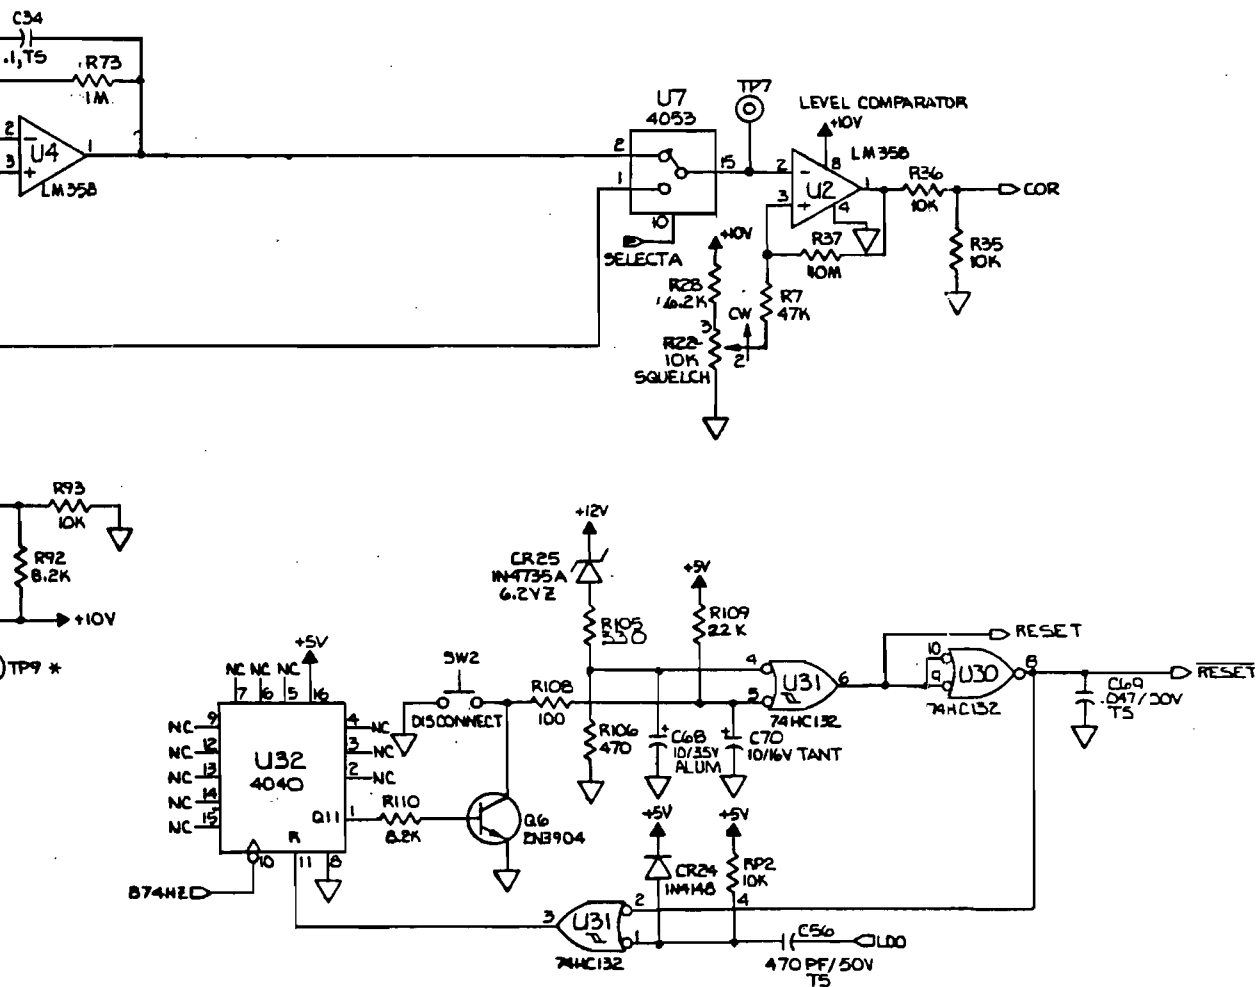 C34
.1,T5
R73
1M
2
3
-
+
U4
1
LM358
U7
4053
2
1
15
10
SELECTA
TP7
LEVEL COMPARATOR
+10V
LM358
2
3
-
+
U2
8
1
4
R36
10K
COR
R35
10K
R37
10M
+10V
R28
6.2K
R7
47K
CW
3
2
R22
10K
SQUELCH
R93
10K
R92
8.2K
+10V
TP9 *
+12V
CR25
1N4735A
6.2V Z
R105
330
+5V
R109
22K
SW2
DISCONNECT
R108
100
R106
470
C68
10/35V
ALUM
C70
10/16V TANT
4
5
6
U31
74HC132
RESET
10
9
8
U30
74HC132
RESET
C69
.047/50V
T5
+5V
NC NC NC
7 6 5 16
NC 9
NC 12
NC 13
NC 14
NC 15
4 NC
3 NC
2 NC
U32
4040
Q11
1
R
10
11
8
874HZ
R110
8.2K
Q6
2N3904
+5V
CR24
1N4148
+5V
RP2
10K
4
3
2
1
U31
74HC132
C56
470PF/50V
T5
LDO